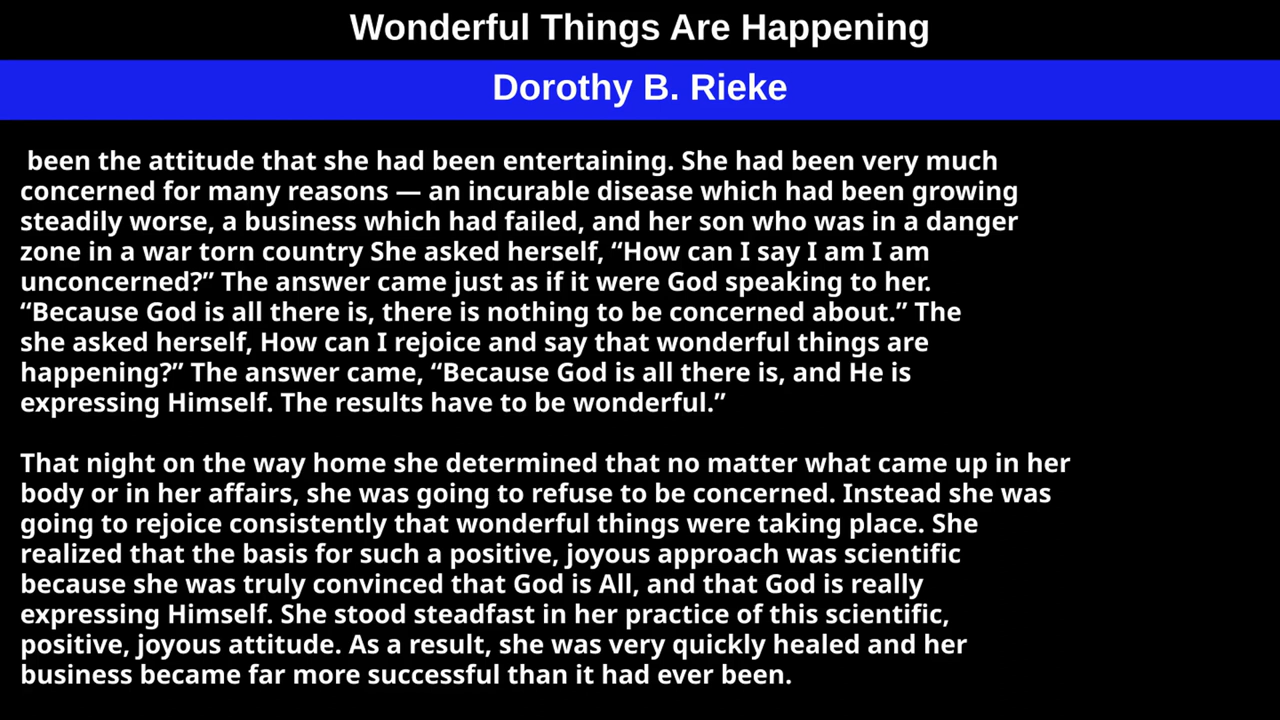 Wonderful Things Are Happening
Dorothy B. Rieke
been the attitude that she had been entertaining. She had been very much
concerned for many reasons — an incurable disease which had been growing
steadily worse, a business which had failed, and her son who was in a danger
zone in a war torn country She asked herself, “How can I say I am I am
unconcerned?” The answer came just as if it were God speaking to her.
“Because God is all there is, there is nothing to be concerned about.” The
she asked herself, How can I rejoice and say that wonderful things are
happening?” The answer came, “Because God is all there is, and He is
expressing Himself. The results have to be wonderful.”
That night on the way home she determined that no matter what came up in her
body or in her affairs, she was going to refuse to be concerned. Instead she was
going to rejoice consistently that wonderful things were taking place. She
realized that the basis for such a positive, joyous approach was scientific
because she was truly convinced that God is All, and that God is really
expressing Himself. She stood steadfast in her practice of this scientific,
positive, joyous attitude. As a result, she was very quickly healed and her
business became far more successful than it had ever been.